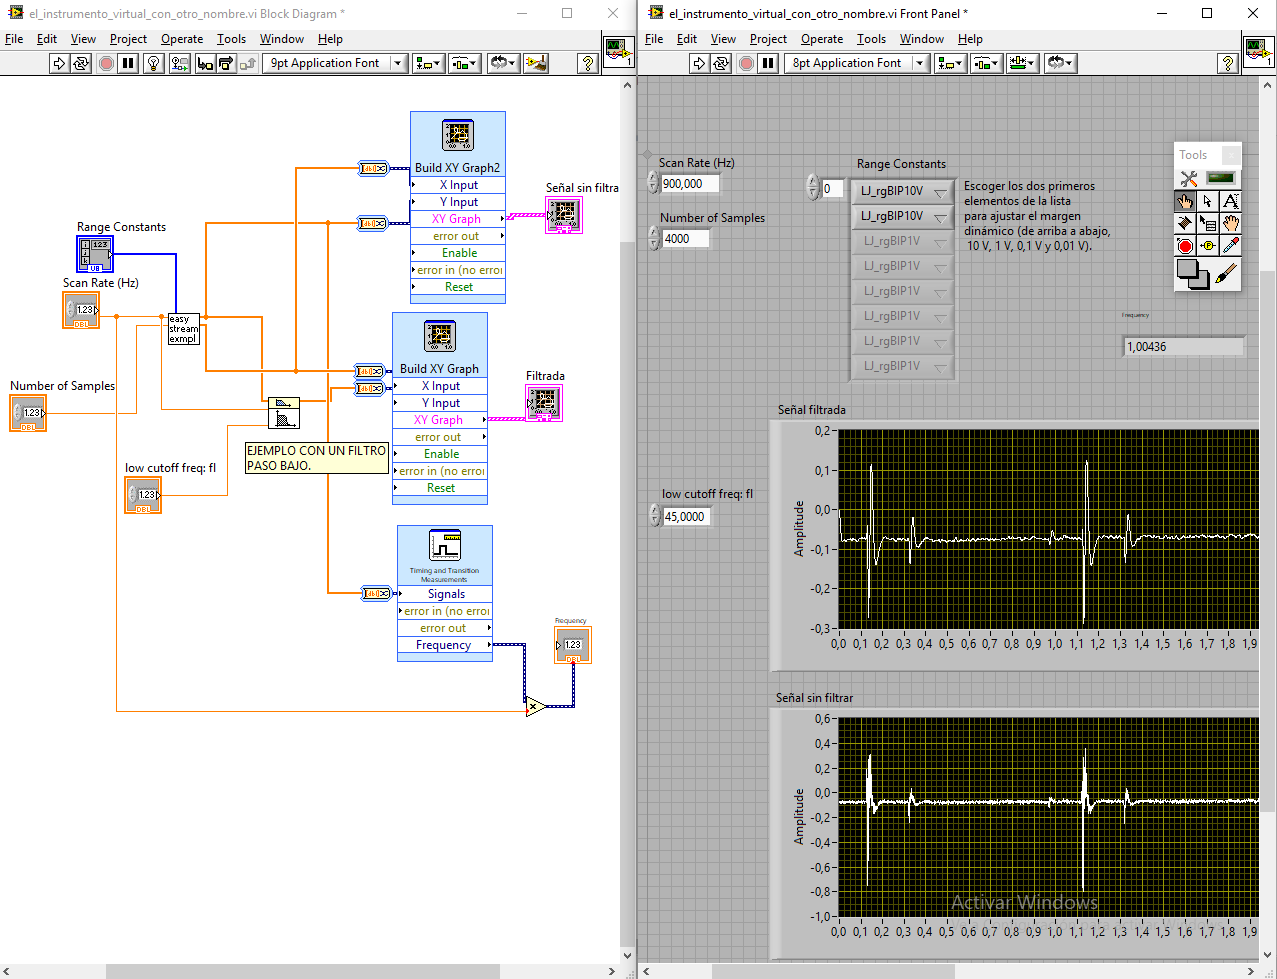 el_instrumento_virtual_con_otro_nombre.vi Block Diagram *
File Edit View Project Operate Tools Window Help
9pt Application Font
1
Build XY Graph2
X Input
Y Input
XY Graph
error out
Enable
error in (no erro
Reset
Señal sin filtra
Range Constants
123
U8
Scan Rate (Hz)
1.23
DBL
easy
stream
exmpl
Number of Samples
1.23
DBL
Build XY Graph
X Input
Y Input
XY Graph
error out
Enable
error in (no erro
Reset
Filtrada
EJEMPLO CON UN FILTRO
PASO BAJO.
low cutoff freq: fl
1.23
DBL
Timing and Transition
Measurements
Signals
error in (no erro
error out
Frequency
Frequency
1.23
DBL
el_instrumento_virtual_con_otro_nombre.vi Front Panel *
File Edit View Project Operate Tools Window Help
8pt Application Font
1
Scan Rate (Hz)
900,000
Number of Samples
4000
Range Constants
0
LJ_rgBIP10V
LJ_rgBIP10V
LJ_rgBIP1V
LJ_rgBIP1V
LJ_rgBIP1V
LJ_rgBIP1V
LJ_rgBIP1V
LJ_rgBIP1V
Escoger los dos primeros
elementos de la lista
para ajustar el margen
dinámico (de arriba a abajo,
10 V, 1 V, 0,1 V y 0,01 V).
Tools
Frequency
1,00436
low cutoff freq: fl
45,0000
Señal filtrada
Amplitude
0,2
0,1
0,0
-0,1
-0,2
-0,3
0,0 0,1 0,2 0,3 0,4 0,5 0,6 0,7 0,8 0,9 1,0 1,1 1,2 1,3 1,4 1,5 1,6 1,7 1,8 1,9
Señal sin filtrar
Amplitude
0,6
0,4
0,2
0,0
-0,2
-0,4
-0,6
-0,8
-1,0
0,0 0,1 0,2 0,3 0,4 0,5 0,6 0,7 0,8 0,9 1,0 1,1 1,2 1,3 1,4 1,5 1,6 1,7 1,8 1,9
Activar Windows